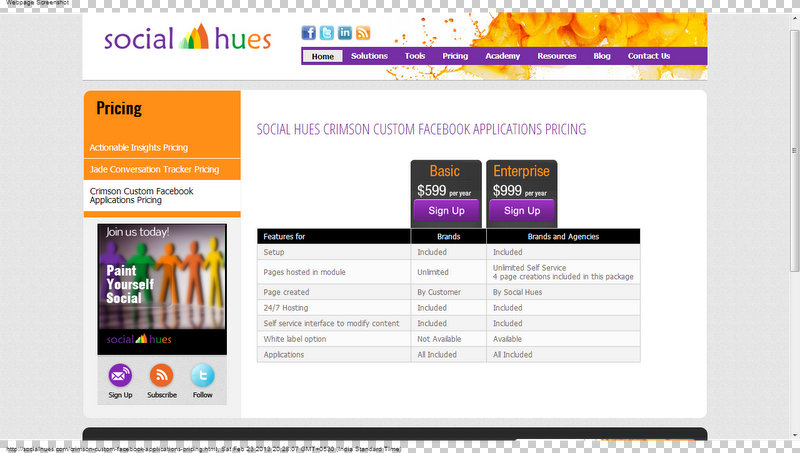 Webpage Screenshot
social hues
Home Solutions Tools Pricing Academy Resources Blog Contact Us
Pricing
Actionable Insights Pricing
Jade Conversation Tracker Pricing
Crimson Custom Facebook
Applications Pricing
Join us today!
Paint
Yourself
Social
social hues
Sign Up Subscribe Follow
SOCIAL HUES CRIMSON CUSTOM FACEBOOK APPLICATIONS PRICING
Basic Enterprise
$599 per year $999 per year
Sign Up Sign Up
Features for Brands Brands and Agencies
Setup Included Included
Pages hosted in module Unlimited Unlimited Self Service
4 page creations included in this package
Page created By Customer By Social Hues
24/7 Hosting Included Included
Self service interface to modify content Included Included
White label option Not Available Available
Applications All Included All Included
http://socialhues.com/crimson-custom-facebook-applications-pricing.html, Sat Feb 23 2013 20:28:07 GMT+0530 (India Standard Time)